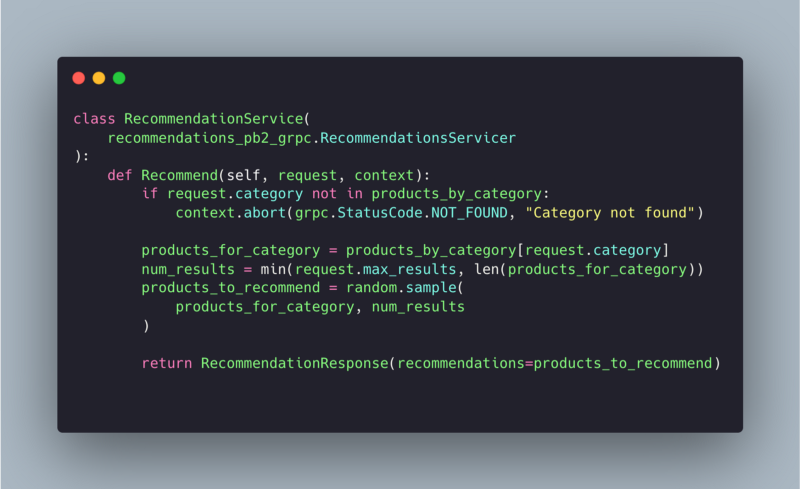 class RecommendationService(
    recommendations_pb2_grpc.RecommendationsServicer
):
    def Recommend(self, request, context):
        if request.category not in products_by_category:
            context.abort(grpc.StatusCode.NOT_FOUND, "Category not found")

        products_for_category = products_by_category[request.category]
        num_results = min(request.max_results, len(products_for_category))
        products_to_recommend = random.sample(
            products_for_category, num_results
        )

        return RecommendationResponse(recommendations=products_to_recommend)